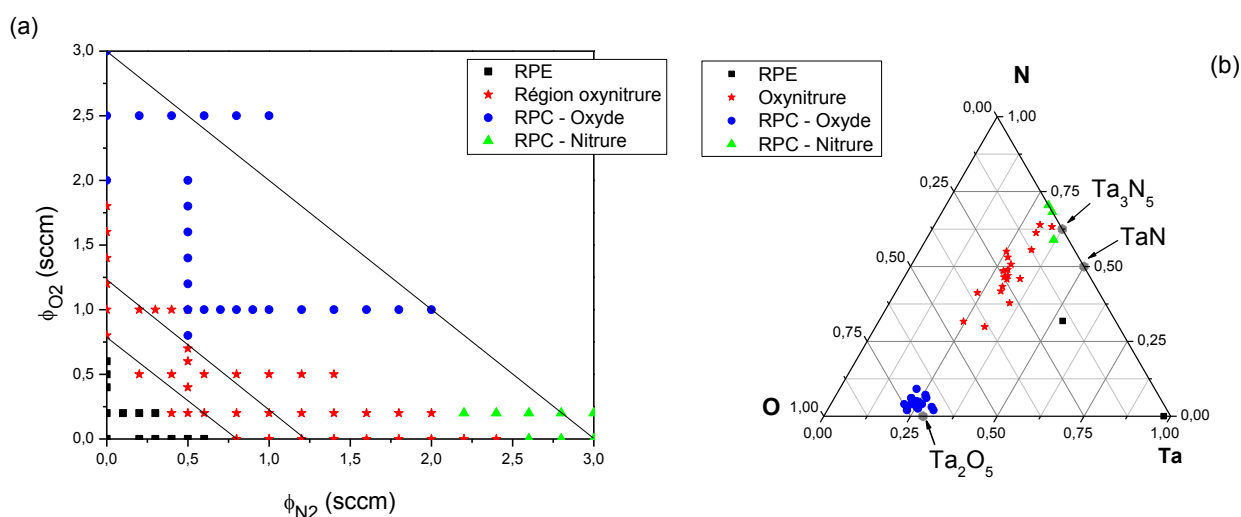 (a)
3,0
2,5
2,0
1,5
1,0
0,5
0,0
0,0
0,5
1,0
1,5
2,0
2,5
3,0
ϕO2 (sccm)
ϕN2 (sccm)
RPE
Région oxynitrure
RPC - Oxyde
RPC - Nitrure
(b)
RPE
Oxynitrure
RPC - Oxyde
RPC - Nitrure
N
0,00
1,00
0,25
0,75
Ta3N5
TaN
0,50
0,50
0,75
0,25
O
1,00
0,00
0,00
0,25
0,50
0,75
1,00
Ta
Ta2O5